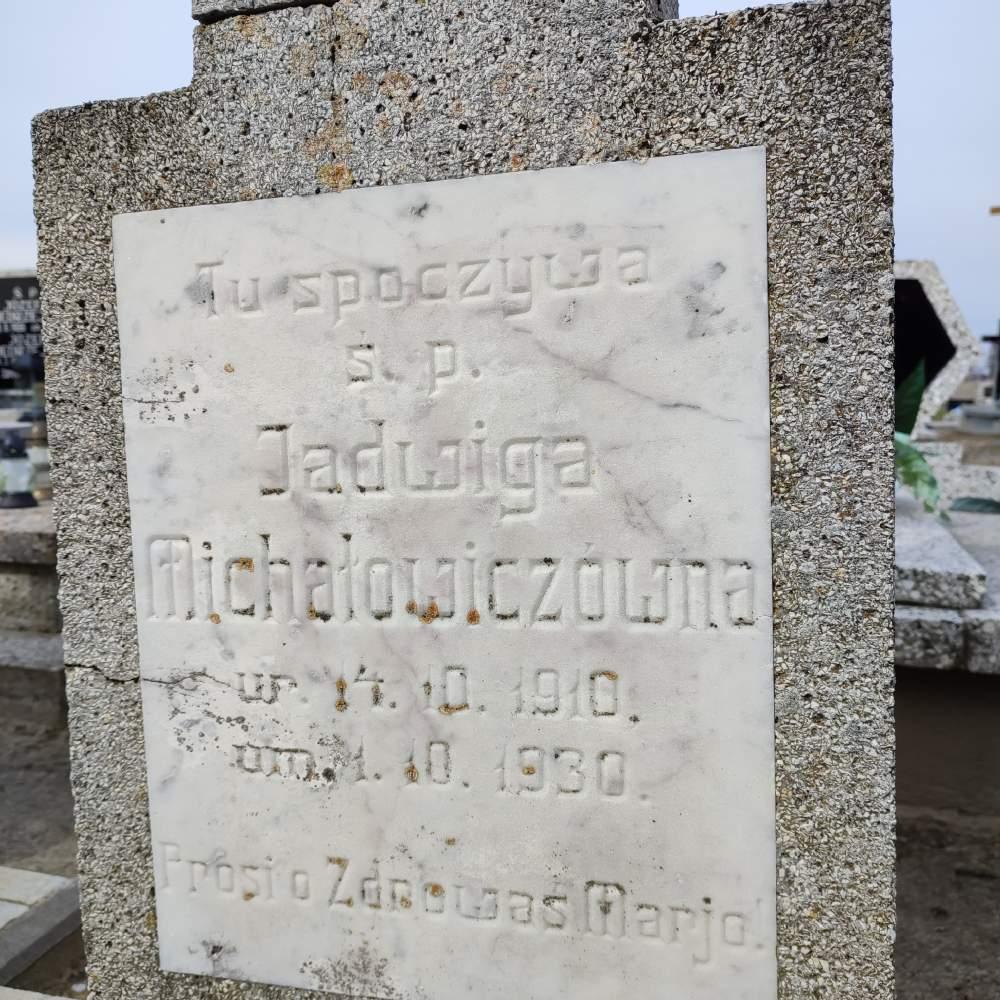 Tu spoczywa
ś. p.
Jadwiga
Michałowiczówna
ur. 14. 10. 1910.
um. 1. 10. 1930.
Prosi o Zdrowaś Marjo!